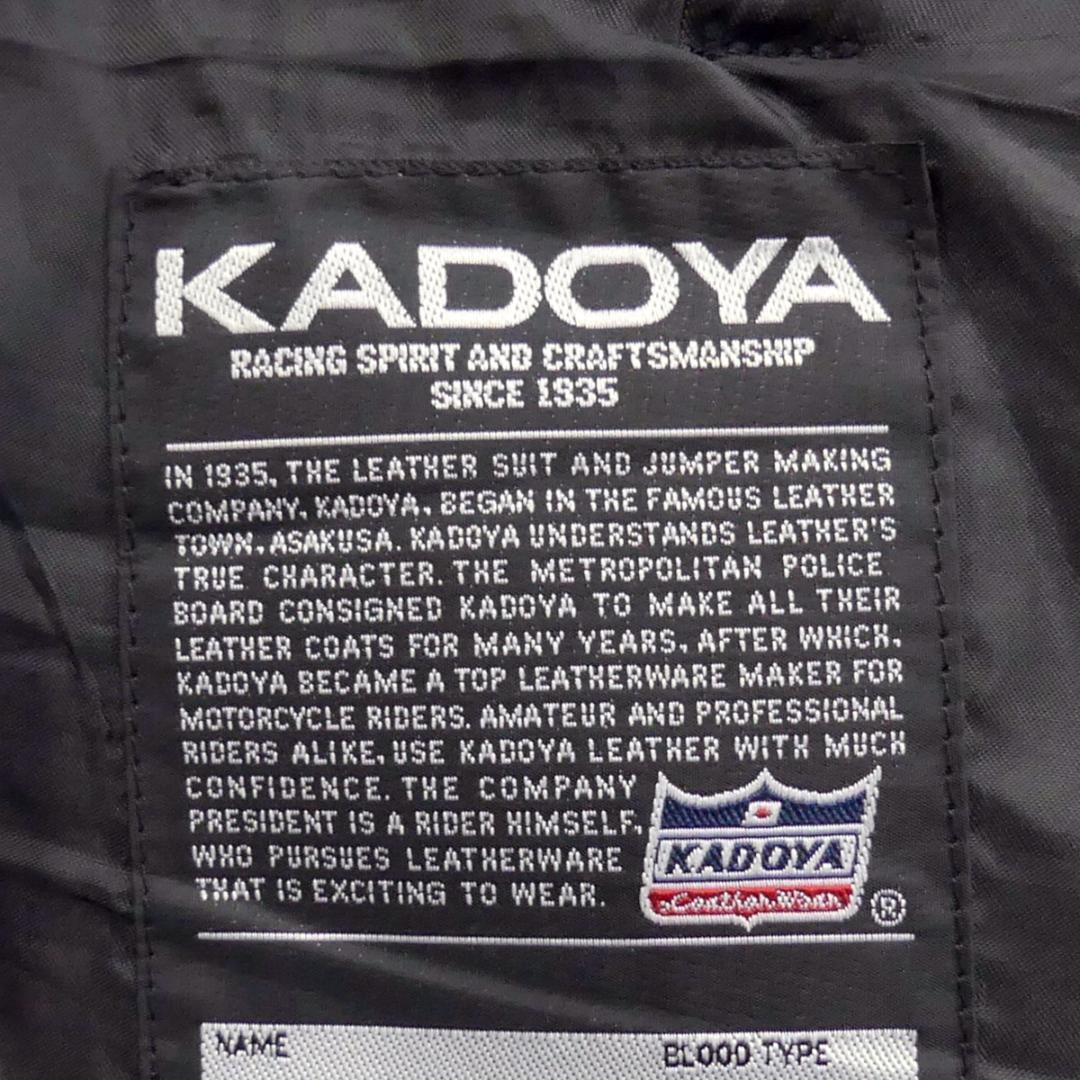 KADOYA
RACING SPIRIT AND CRAFTSMANSHIP
SINCE 1935
IN 1935, THE LEATHER SUIT AND JUMPER MAKING
COMPANY, KADOYA, BEGAN IN THE FAMOUS LEATHER
TOWN, ASAKUSA. KADOYA UNDERSTANDS LEATHER'S
TRUE CHARACTER. THE METROPOLITAN POLICE
BOARD CONSIGNED KADOYA TO MAKE ALL THEIR
LEATHER COATS FOR MANY YEARS, AFTER WHICH,
KADOYA BECAME A TOP LEATHERWARE MAKER FOR
MOTORCYCLE RIDERS. AMATEUR AND PROFESSIONAL
RIDERS ALIKE, USE KADOYA LEATHER WITH MUCH
CONFIDENCE. THE COMPANY
PRESIDENT IS A RIDER HIMSELF,
WHO PURSUES LEATHERWARE
THAT IS EXCITING TO WEAR.
KADOYA
Leather Wear
®
NAME BLOOD TYPE